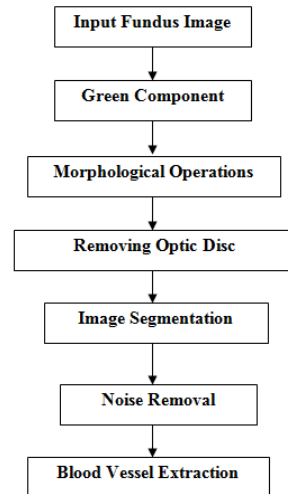 Input Fundus Image
Green Component
Morphological Operations
Removing Optic Disc
Image Segmentation
Noise Removal
Blood Vessel Extraction